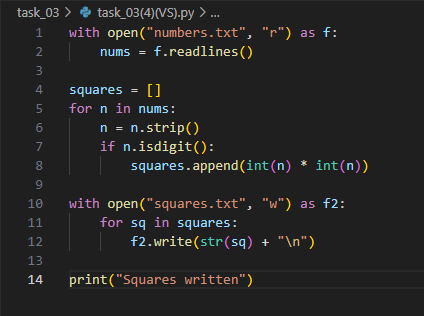 task_03 > task_03(4)(VS).py > ...
1 with open("numbers.txt", "r") as f:
2     nums = f.readlines()
3
4 squares = []
5 for n in nums:
6     n = n.strip()
7     if n.isdigit():
8         squares.append(int(n) * int(n))
9
10 with open("squares.txt", "w") as f2:
11     for sq in squares:
12         f2.write(str(sq) + "\n")
13
14 print("Squares written")